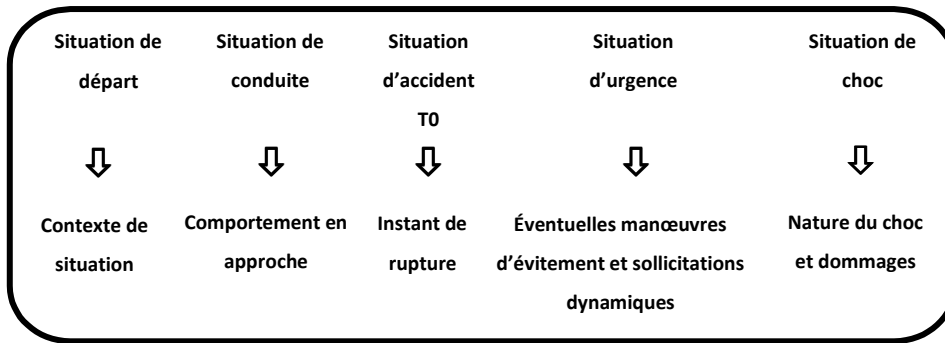 Situation de
départ
Situation de
conduite
Situation
d'accident
T0
Situation
d'urgence
Situation de
choc
Contexte de
situation
Comportement en
approche
Instant de
rupture
Éventuelles manœuvres
d'évitement et sollicitations
dynamiques
Nature du choc
et dommages